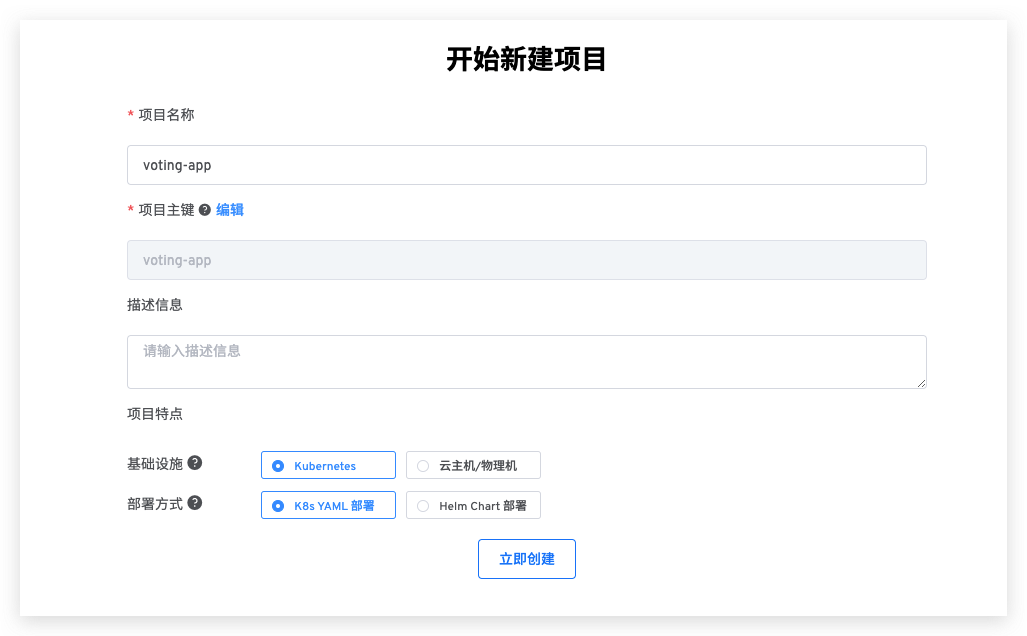 开始新建项目
* 项目名称
voting-app
* 项目主键 ? 编辑
voting-app
描述信息
请输入描述信息
项目特点
基础设施 ? Kubernetes 云主机/物理机
部署方式 ? K8s YAML 部署 Helm Chart 部署
立即创建